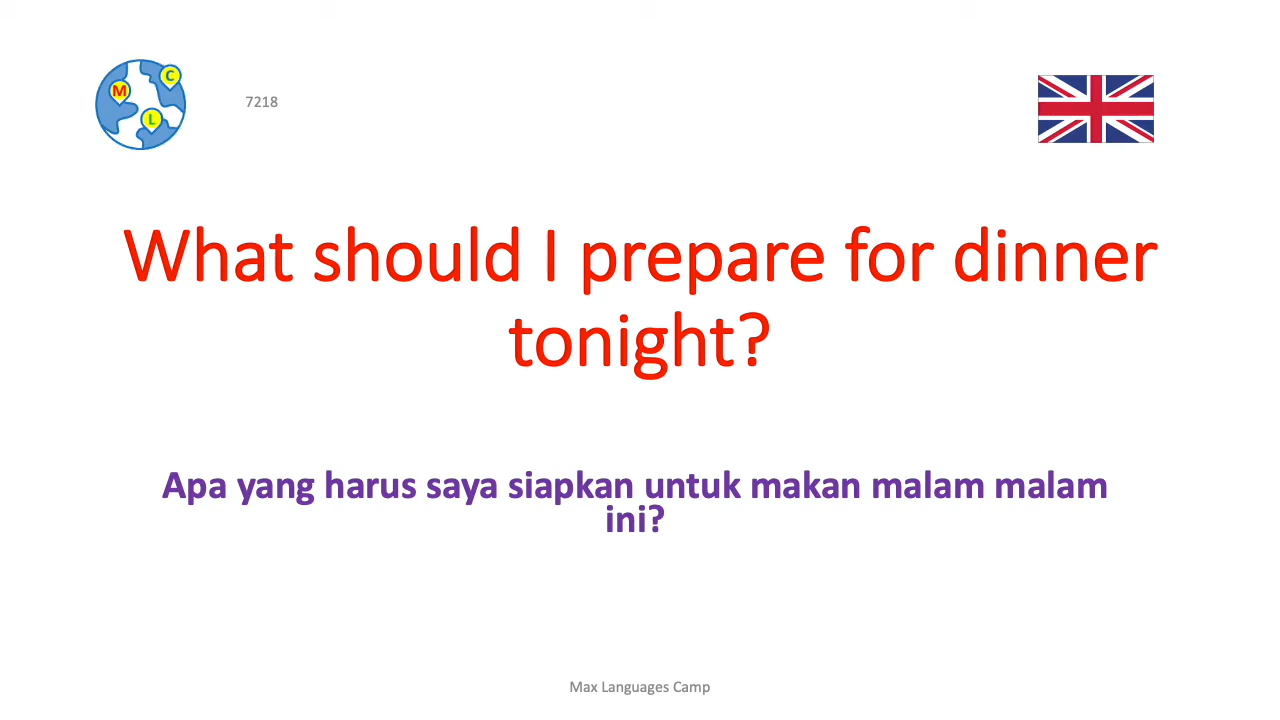 M
C
L
7218
What should I prepare for dinner
tonight?
Apa yang harus saya siapkan untuk makan malam malam
ini?
Max Languages Camp